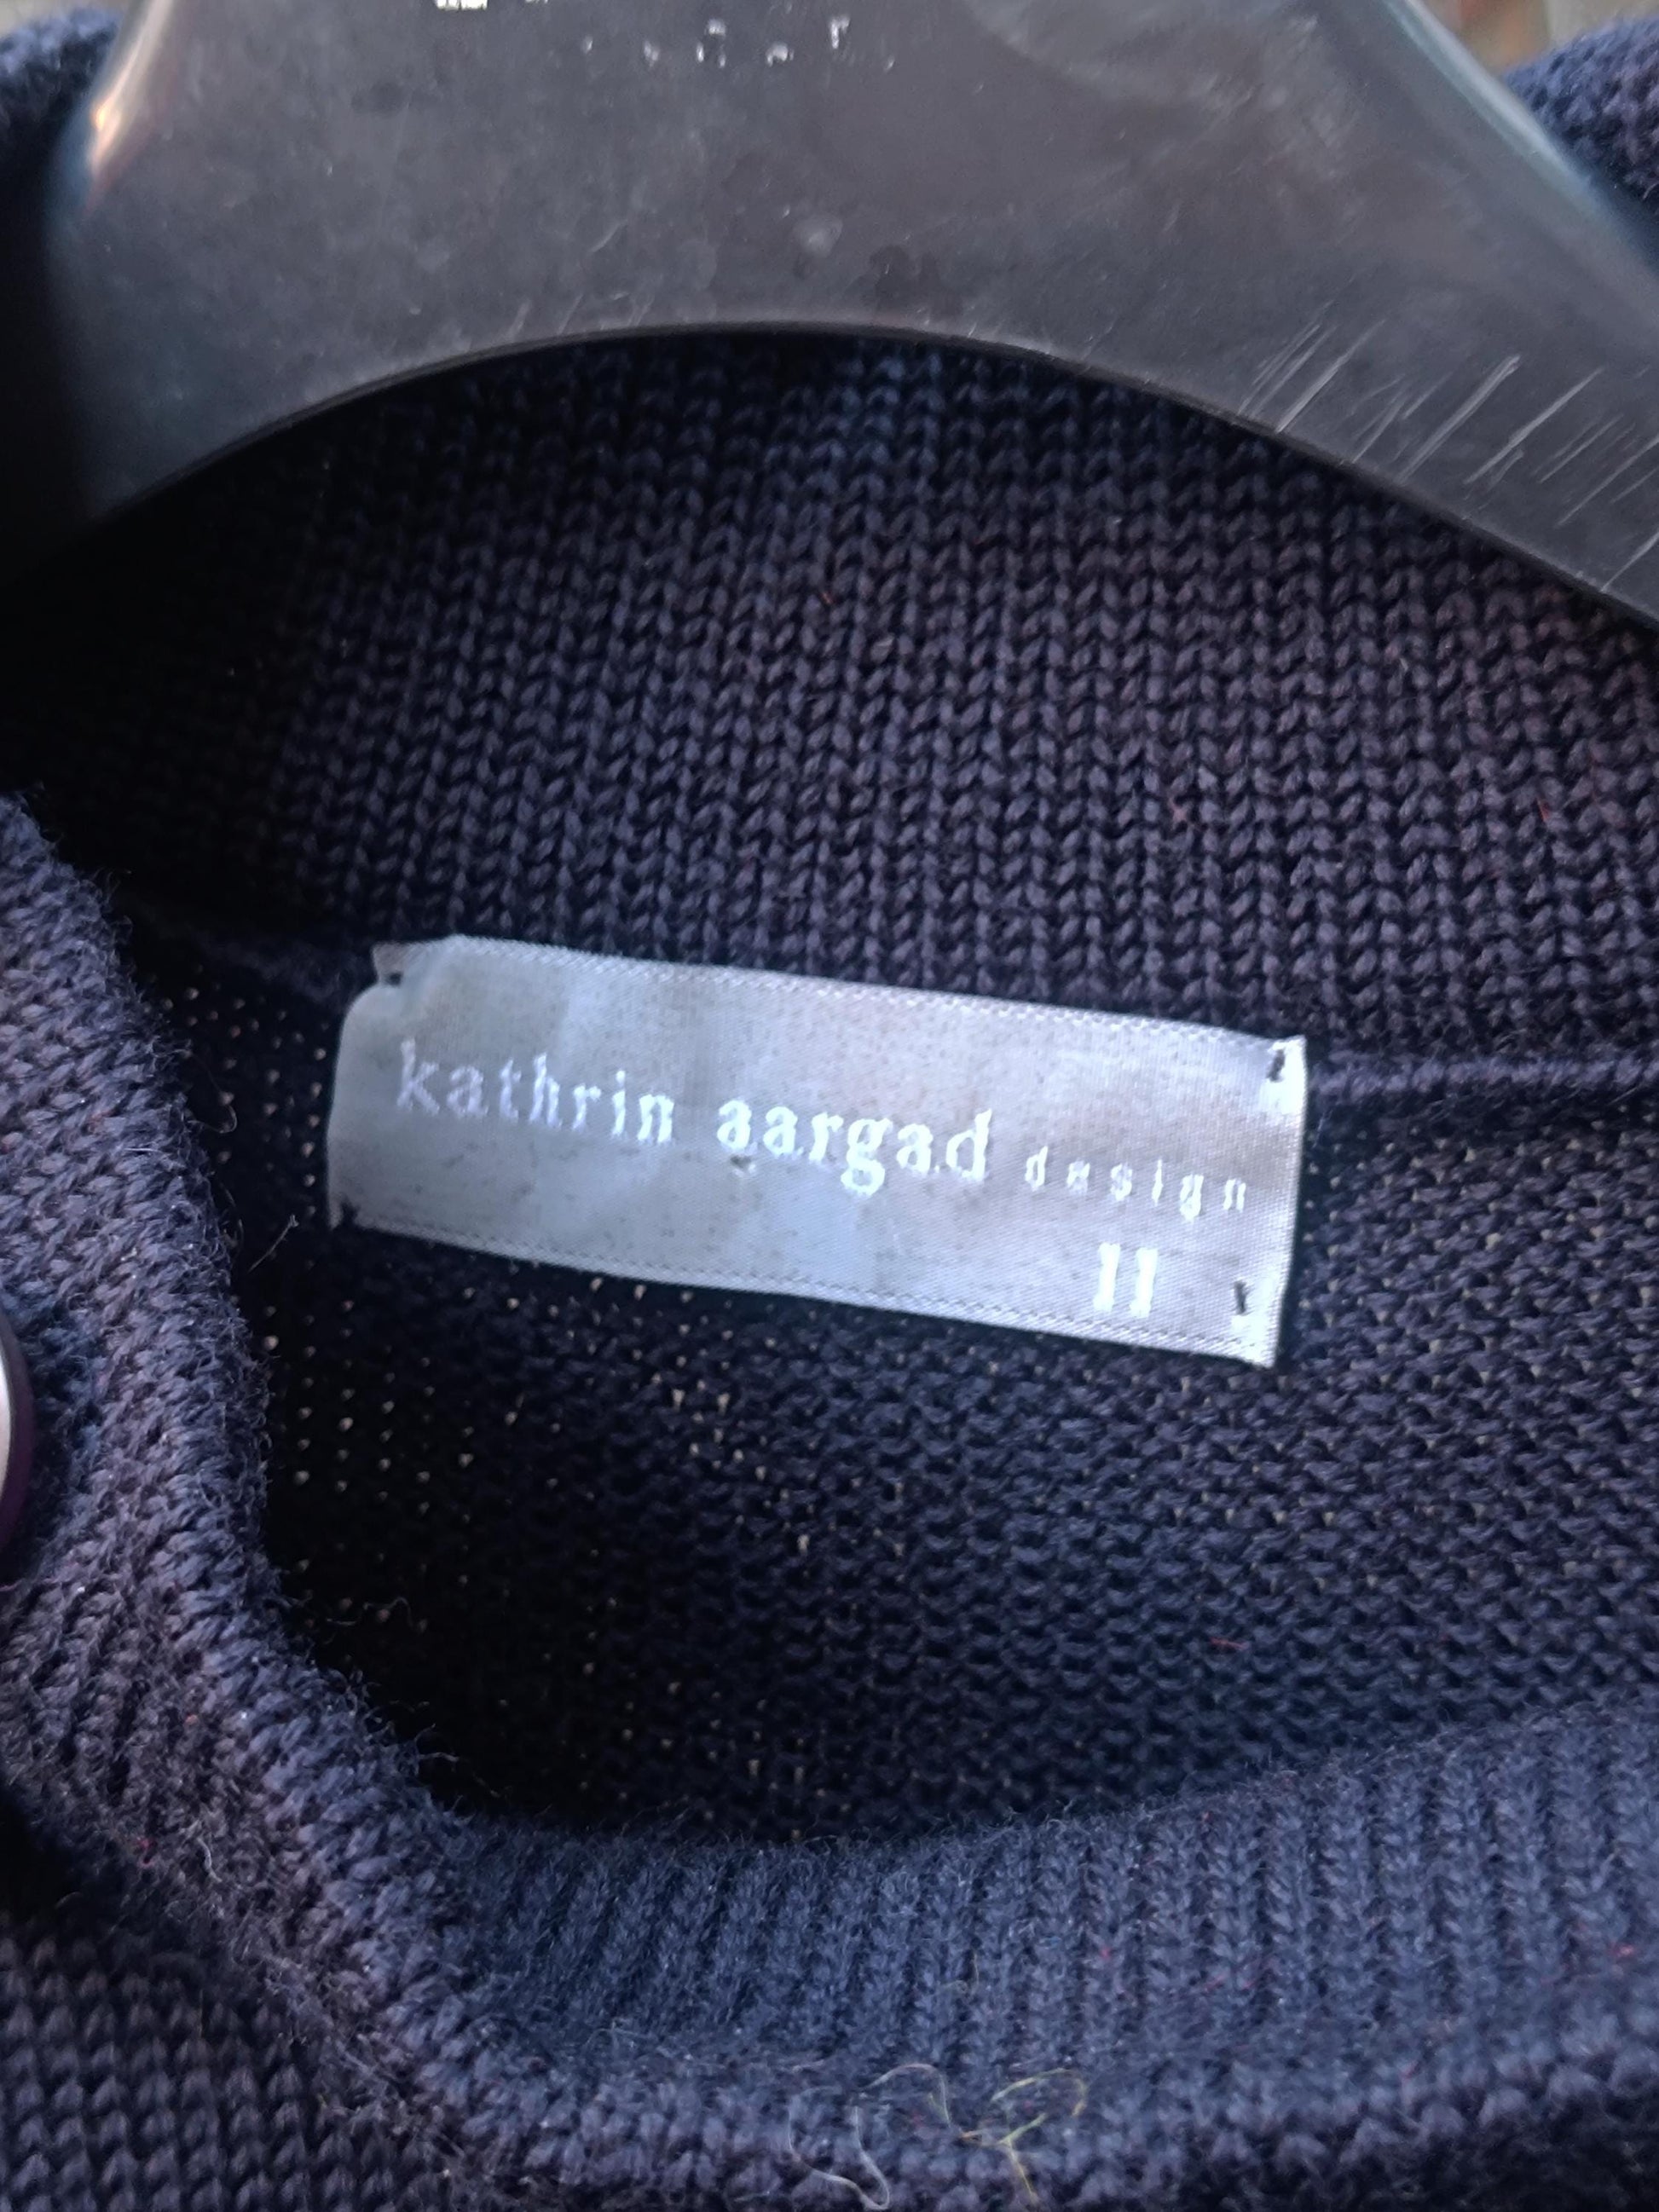 kathrin aargad design
II